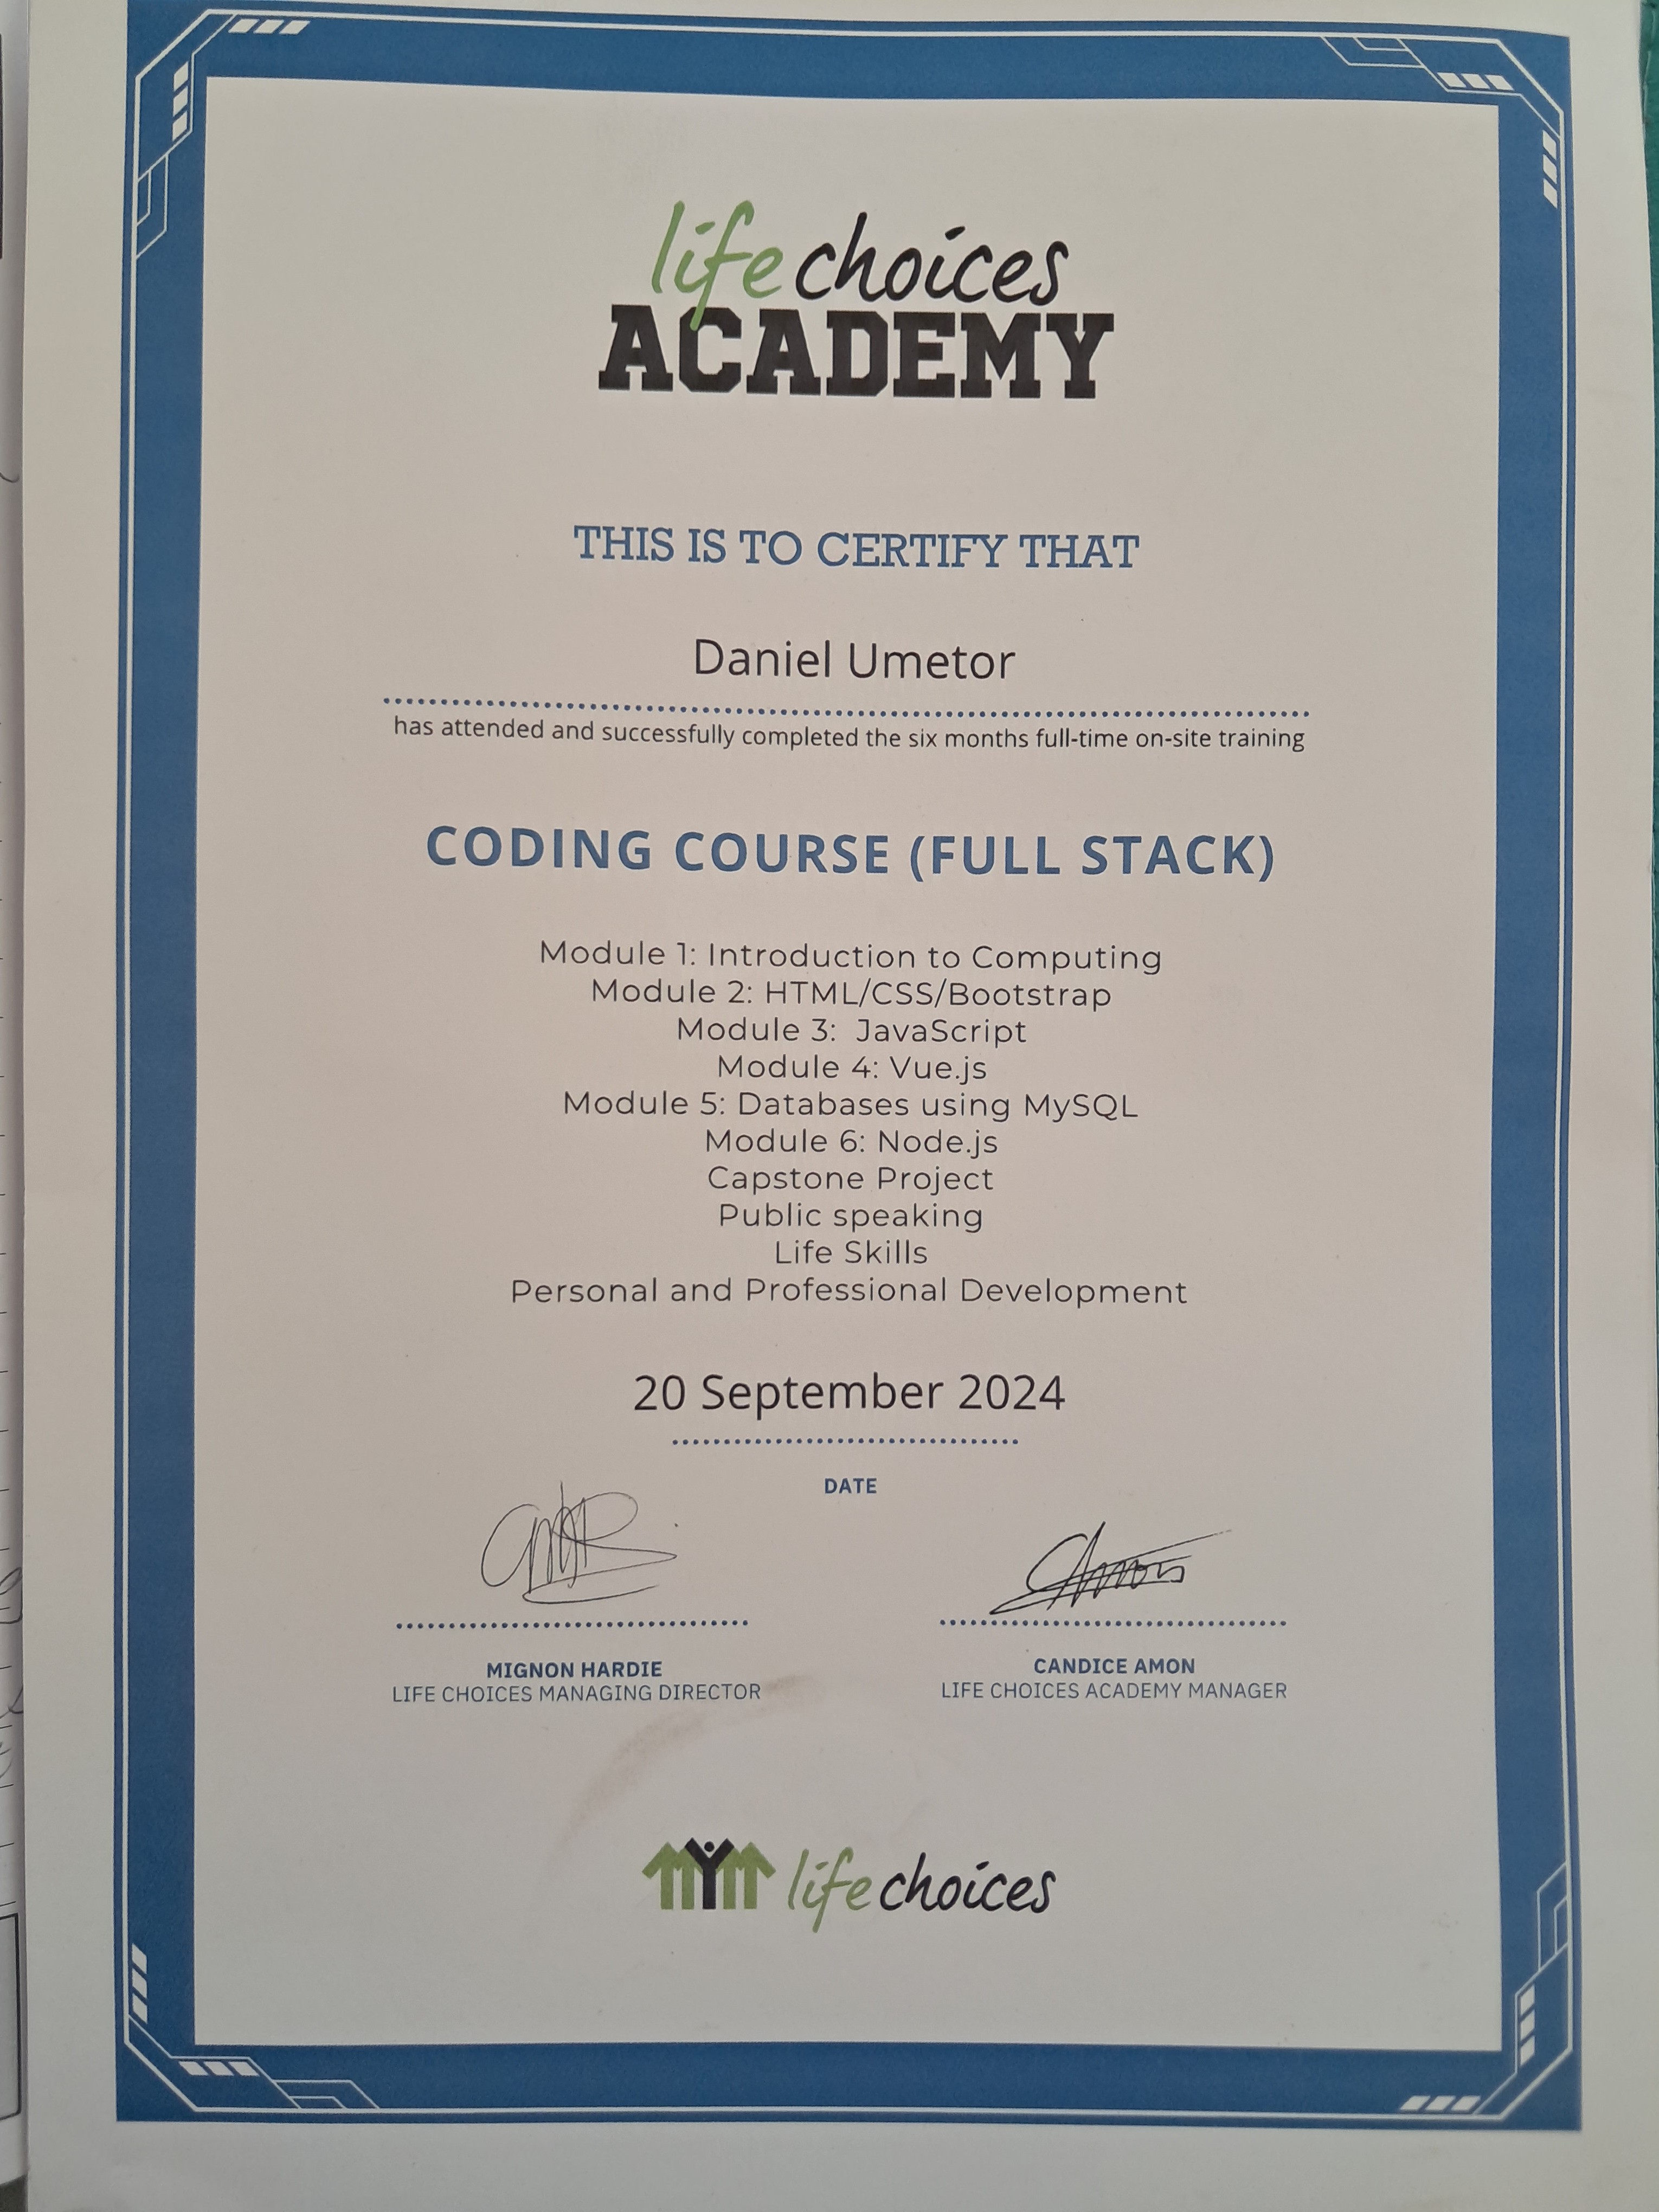 life choices
ACADEMY
THIS IS TO CERTIFY THAT
Daniel Umetor
has attended and successfully completed the six months full-time on-site training
CODING COURSE (FULL STACK)
Module 1: Introduction to Computing
Module 2: HTML/CSS/Bootstrap
Module 3: JavaScript
Module 4: Vue.js
Module 5: Databases using MySQL
Module 6: Node.js
Capstone Project
Public speaking
Life Skills
Personal and Professional Development
20 September 2024
DATE
MIGNON HARDIE
LIFE CHOICES MANAGING DIRECTOR
CANDICE AMON
LIFE CHOICES ACADEMY MANAGER
life choices